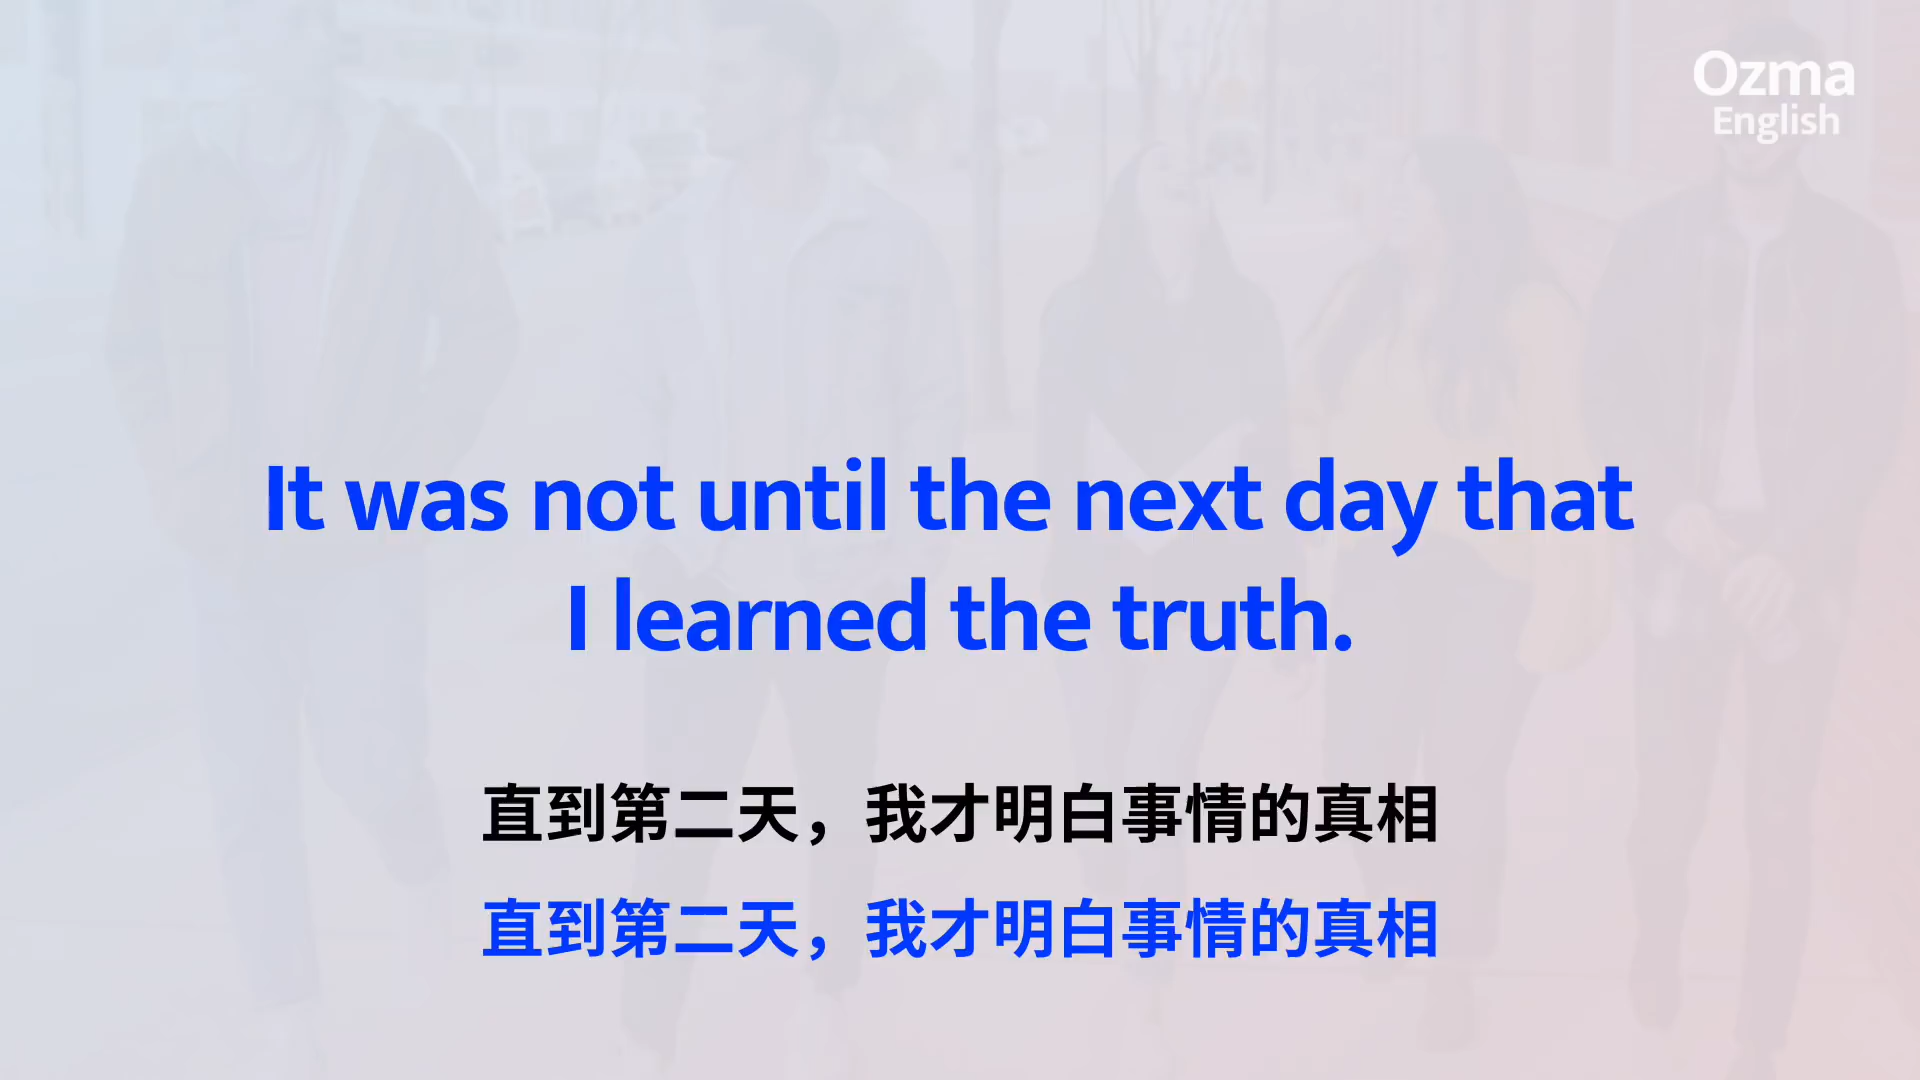 Ozma
English
It was not until the next day that
I learned the truth.
直到第二天，我才明白事情的真相
直到第二天，我才明白事情的真相